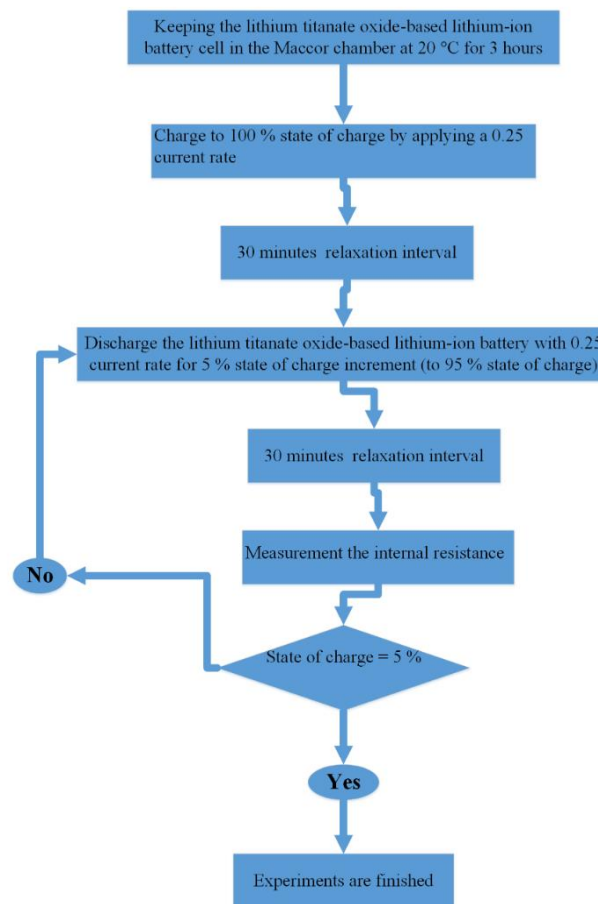 Keeping the lithium titanate oxide-based lithium-ion
battery cell in the Maccor chamber at 20 °C for 3 hours
Charge to 100 % state of charge by applying a 0.25
current rate
30 minutes relaxation interval
Discharge the lithium titanate oxide-based lithium-ion battery with 0.25
current rate for 5 % state of charge increment (to 95 % state of charge)
30 minutes relaxation interval
Measurement the internal resistance
No
State of charge = 5 %
Yes
Experiments are finished